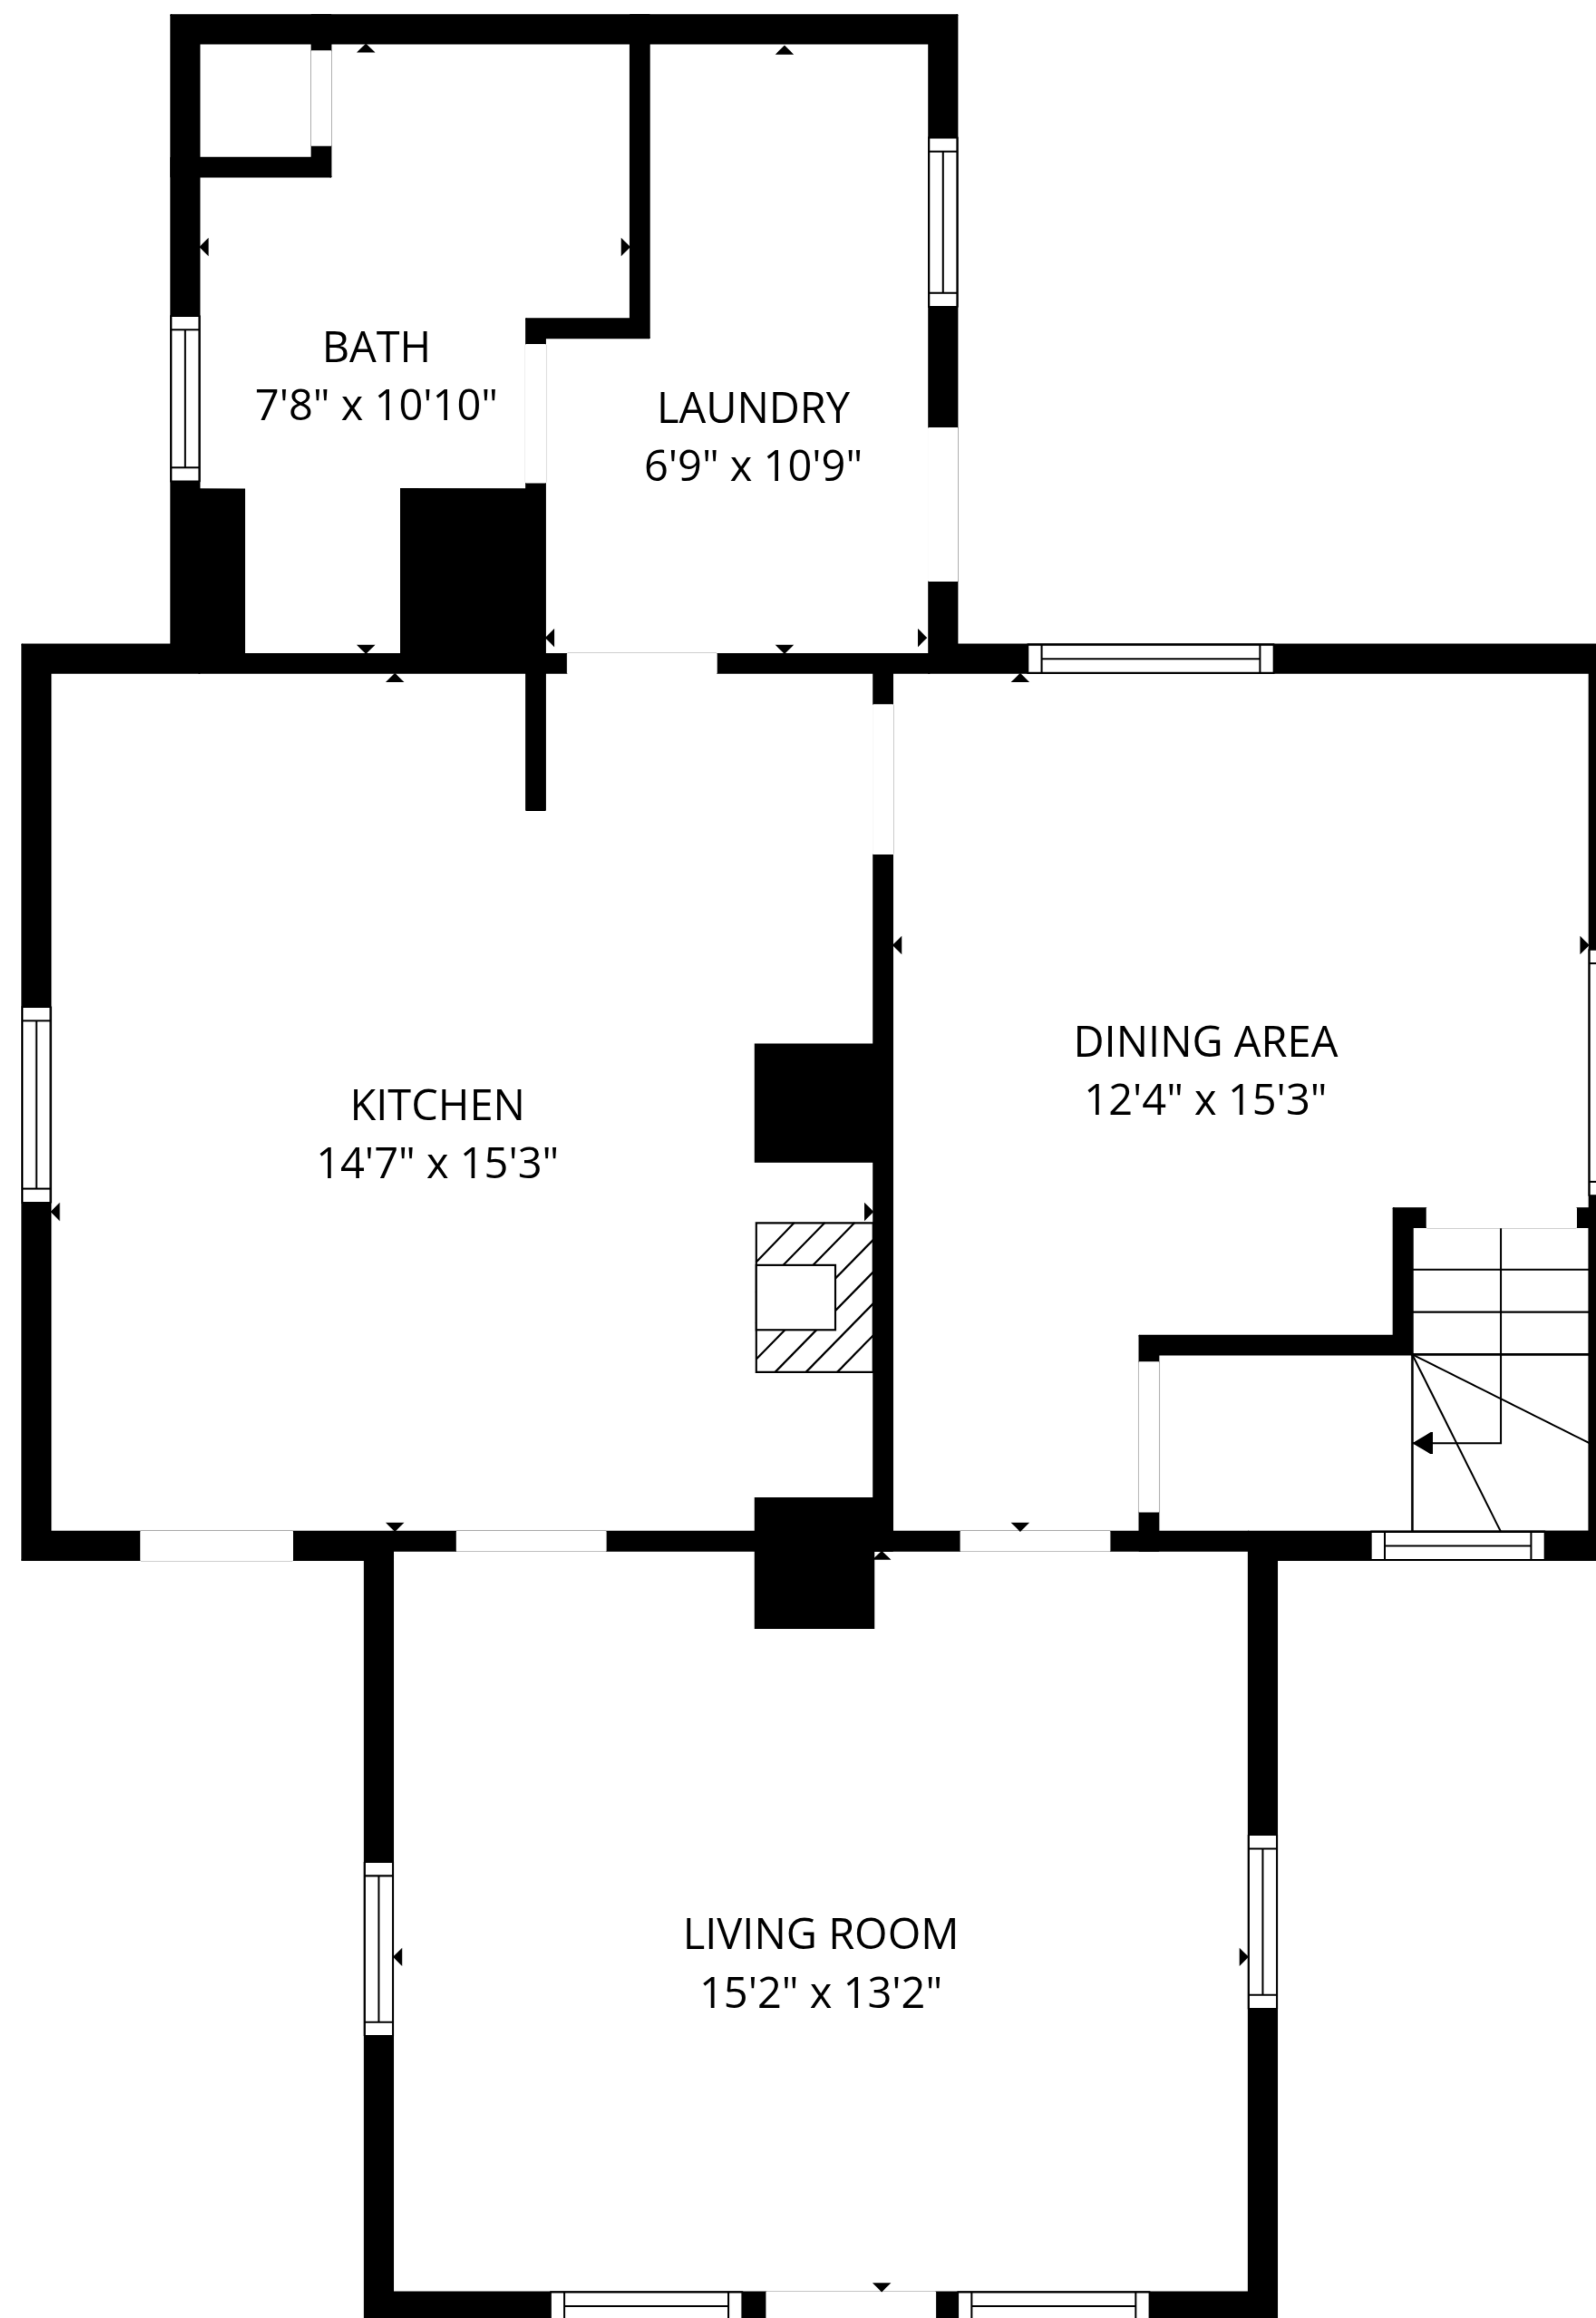 BATH
7'8" x 10'10"
LAUNDRY
6'9" x 10'9"
DINING AREA
12'4" x 15'3"
KITCHEN
14'7" x 15'3"
LIVING ROOM
15'2" x 13'2"